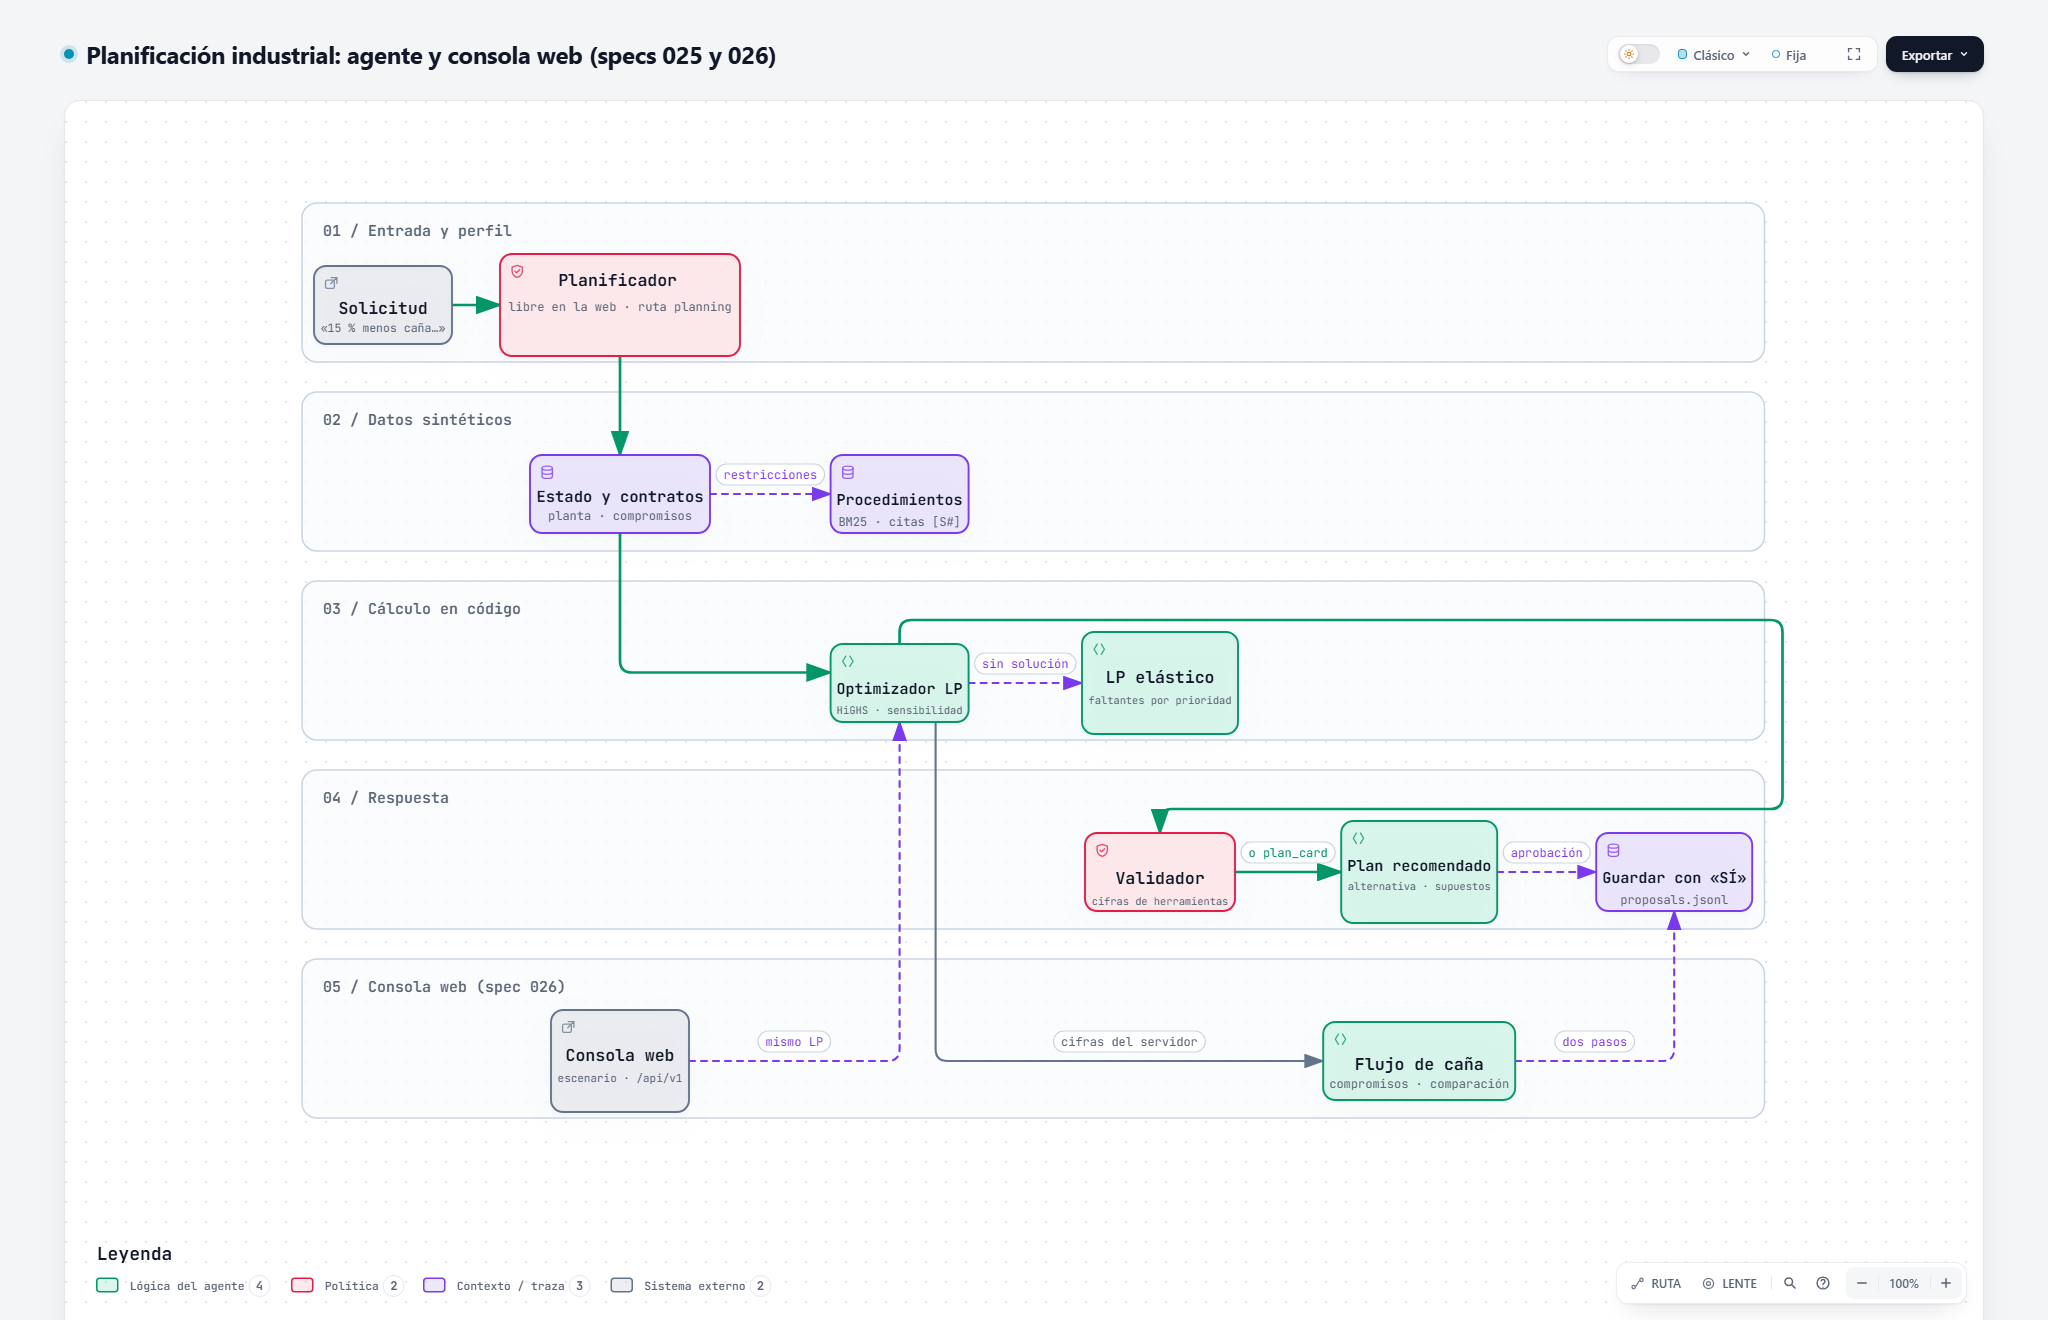 Planificación industrial: agente y consola web (specs 025 y 026)
Clásico
Fija
Exportar
01 / Entrada y perfil
Solicitud
«15 % menos caña…»
Planificador
libre en la web · ruta planning
02 / Datos sintéticos
Estado y contratos
planta · compromisos
restricciones
Procedimientos
BM25 · citas [S#]
03 / Cálculo en código
Optimizador LP
HiGHS · sensibilidad
sin solución
LP elástico
faltantes por prioridad
04 / Respuesta
Validador
cifras de herramientas
o plan_card
Plan recomendado
alternativa · supuestos
aprobación
Guardar con «SÍ»
proposals.jsonl
05 / Consola web (spec 026)
Consola web
escenario · /api/v1
mismo LP
cifras del servidor
Flujo de caña
compromisos · comparación
dos pasos
Leyenda
Lógica del agente 4
Política 2
Contexto / traza 3
Sistema externo 2
RUTA
LENTE
100%